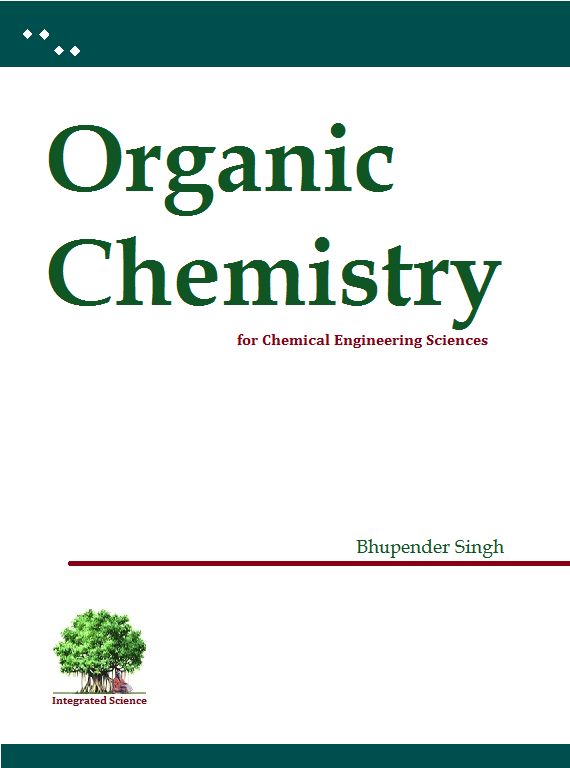 Organic
Chemistry
for Chemical Engineering Sciences
Bhupender Singh
Integrated Science